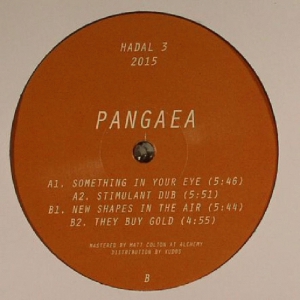 HADAL 3
2015
PANGAEA
A1. SOMETHING IN YOUR EYE (5:46)
A2. STIMULANT DUB (5:51)
B1. NEW SHAPES IN THE AIR (5:44)
B2. THEY BUY GOLD (4:55)
MASTERED BY MATT COLTON AT ALCHEMY
DISTRIBUTION BY KUDOS
B